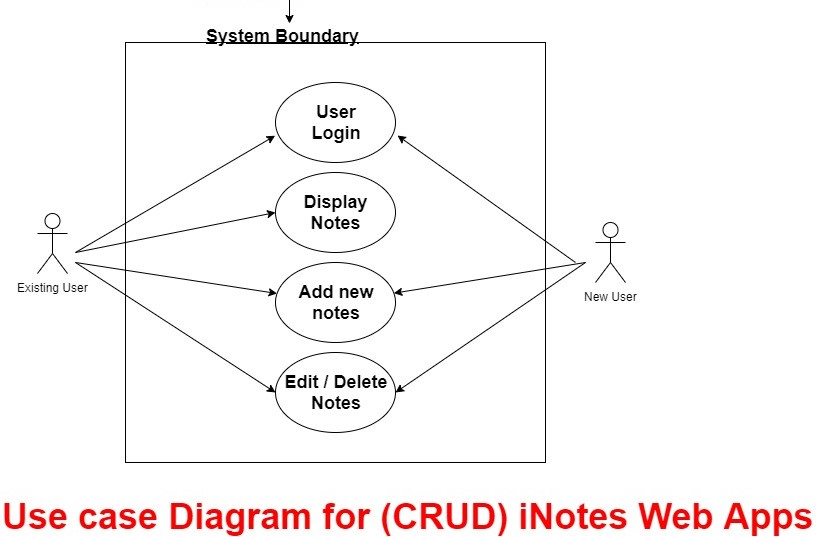 System Boundary
User
Login
Display
Notes
Existing User
Add new
notes
New User
Edit / Delete
Notes
Use case Diagram for (CRUD) iNotes Web Apps